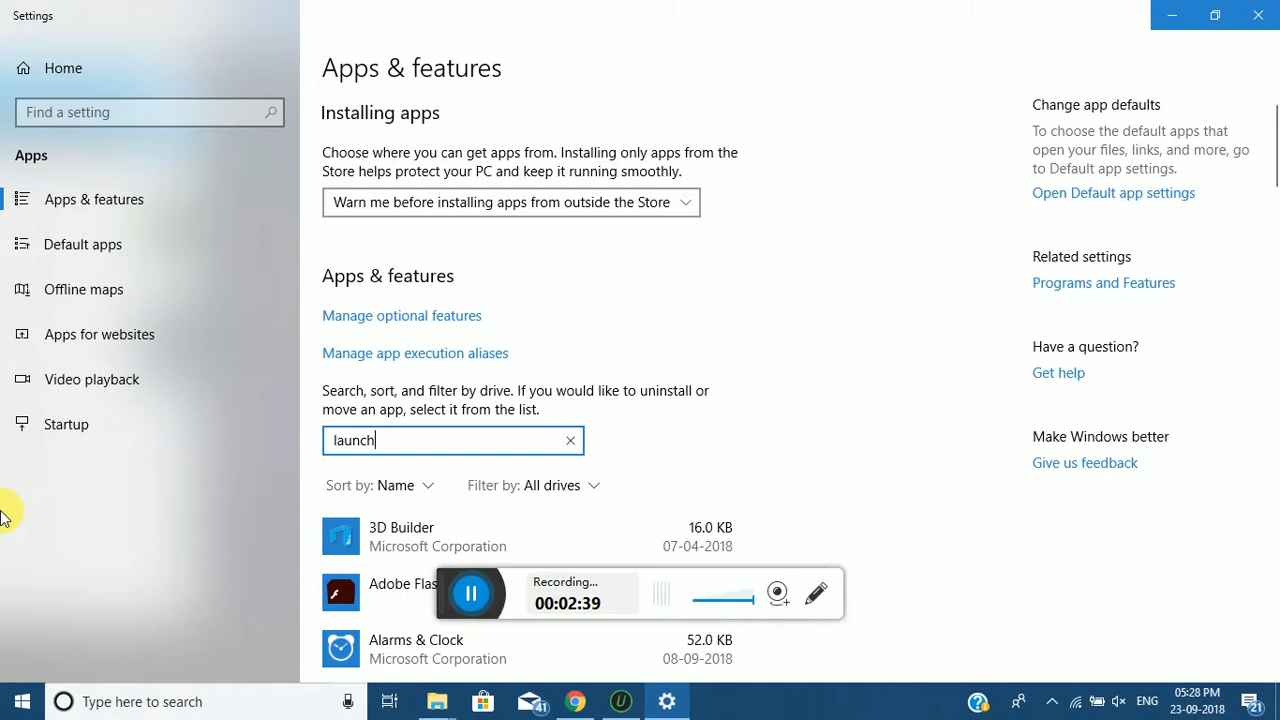 Settings
Home
Find a setting
Apps
Apps & features
Default apps
Offline maps
Apps for websites
Video playback
Startup
Apps & features
Installing apps
Choose where you can get apps from. Installing only apps from the
Store helps protect your PC and keep it running smoothly.
Warn me before installing apps from outside the Store
Apps & features
Manage optional features
Manage app execution aliases
Search, sort, and filter by drive. If you would like to uninstall or
move an app, select it from the list.
launch
Sort by: Name
Filter by: All drives
3D Builder
16.0 KB
Microsoft Corporation
07-04-2018
Adobe Flas
Recording...
00:02:39
Alarms & Clock
52.0 KB
Microsoft Corporation
08-09-2018
Change app defaults
To choose the default apps that
open your files, links, and more, go
to Default app settings.
Open Default app settings
Related settings
Programs and Features
Have a question?
Get help
Make Windows better
Give us feedback
Type here to search
41
U
ENG
05:28 PM
23-09-2018
21